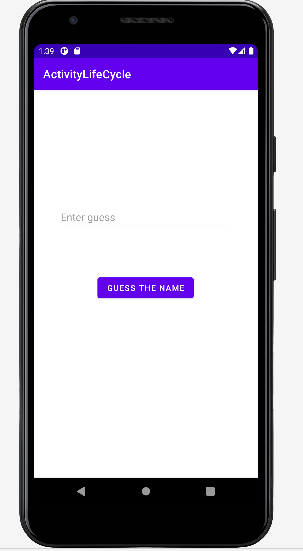 1:39
ActivityLifeCycle
Enter guess
GUESS THE NAME